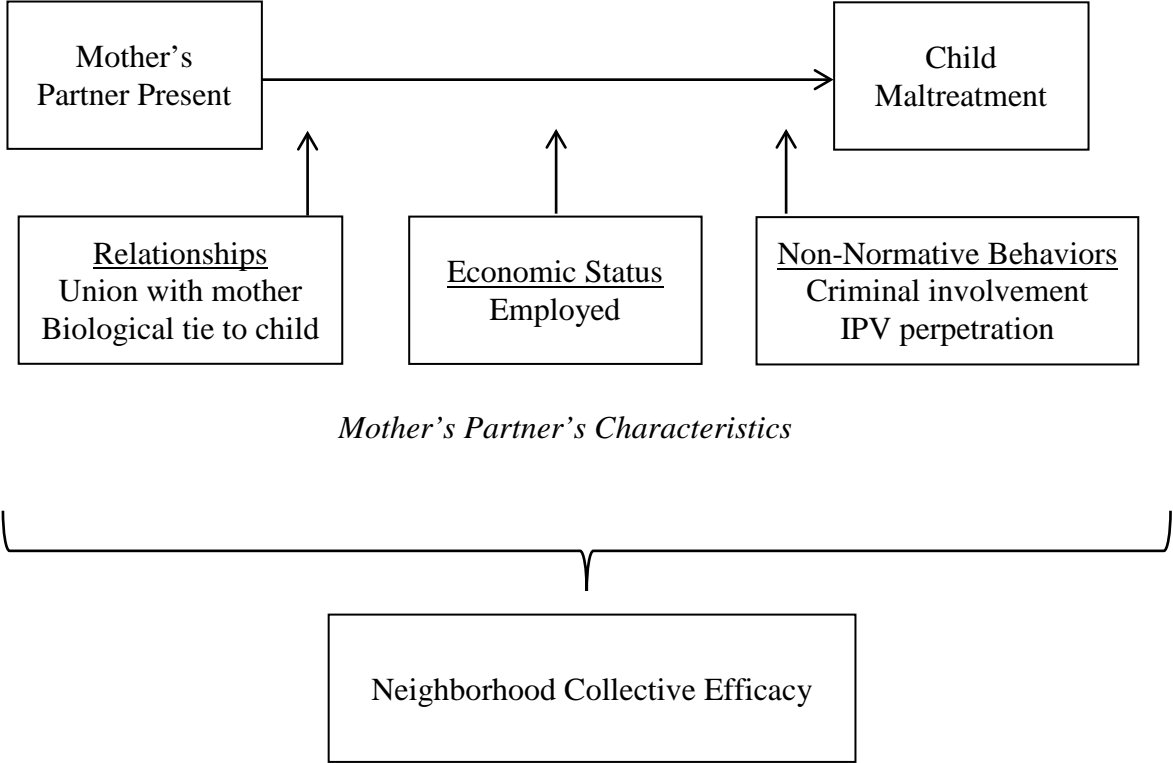 Mother’s
Partner Present
Child
Maltreatment
Relationships
Union with mother
Biological tie to child
Economic Status
Employed
Non-Normative Behaviors
Criminal involvement
IPV perpetration
Mother’s Partner’s Characteristics
Neighborhood Collective Efficacy